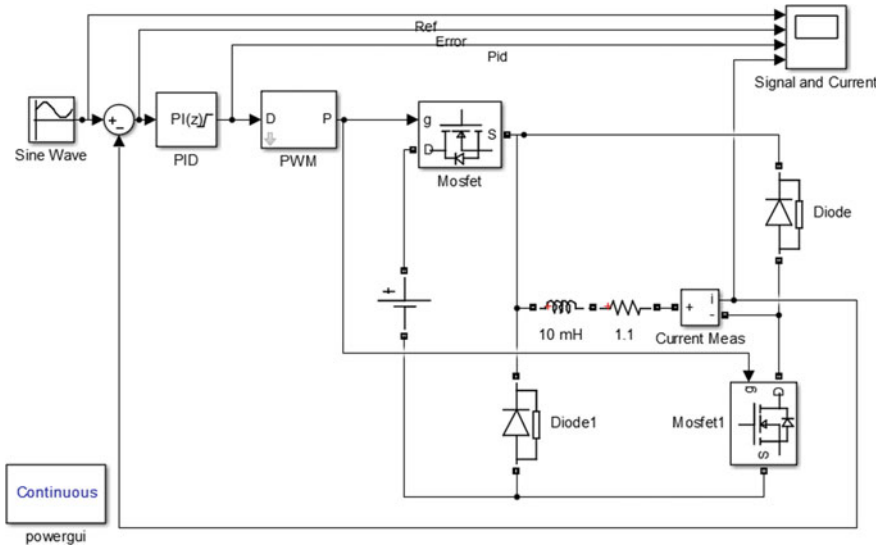 Ref
Error
Pid
Signal and Current
+
−
PI(z)
D
P
Sine Wave
PID
PWM
g
D
S
Mosfet
Diode
+
10 mH
1.1
+
i
-
Current Meas
g
D
S
Mosfet1
Diode1
Continuous
powergui